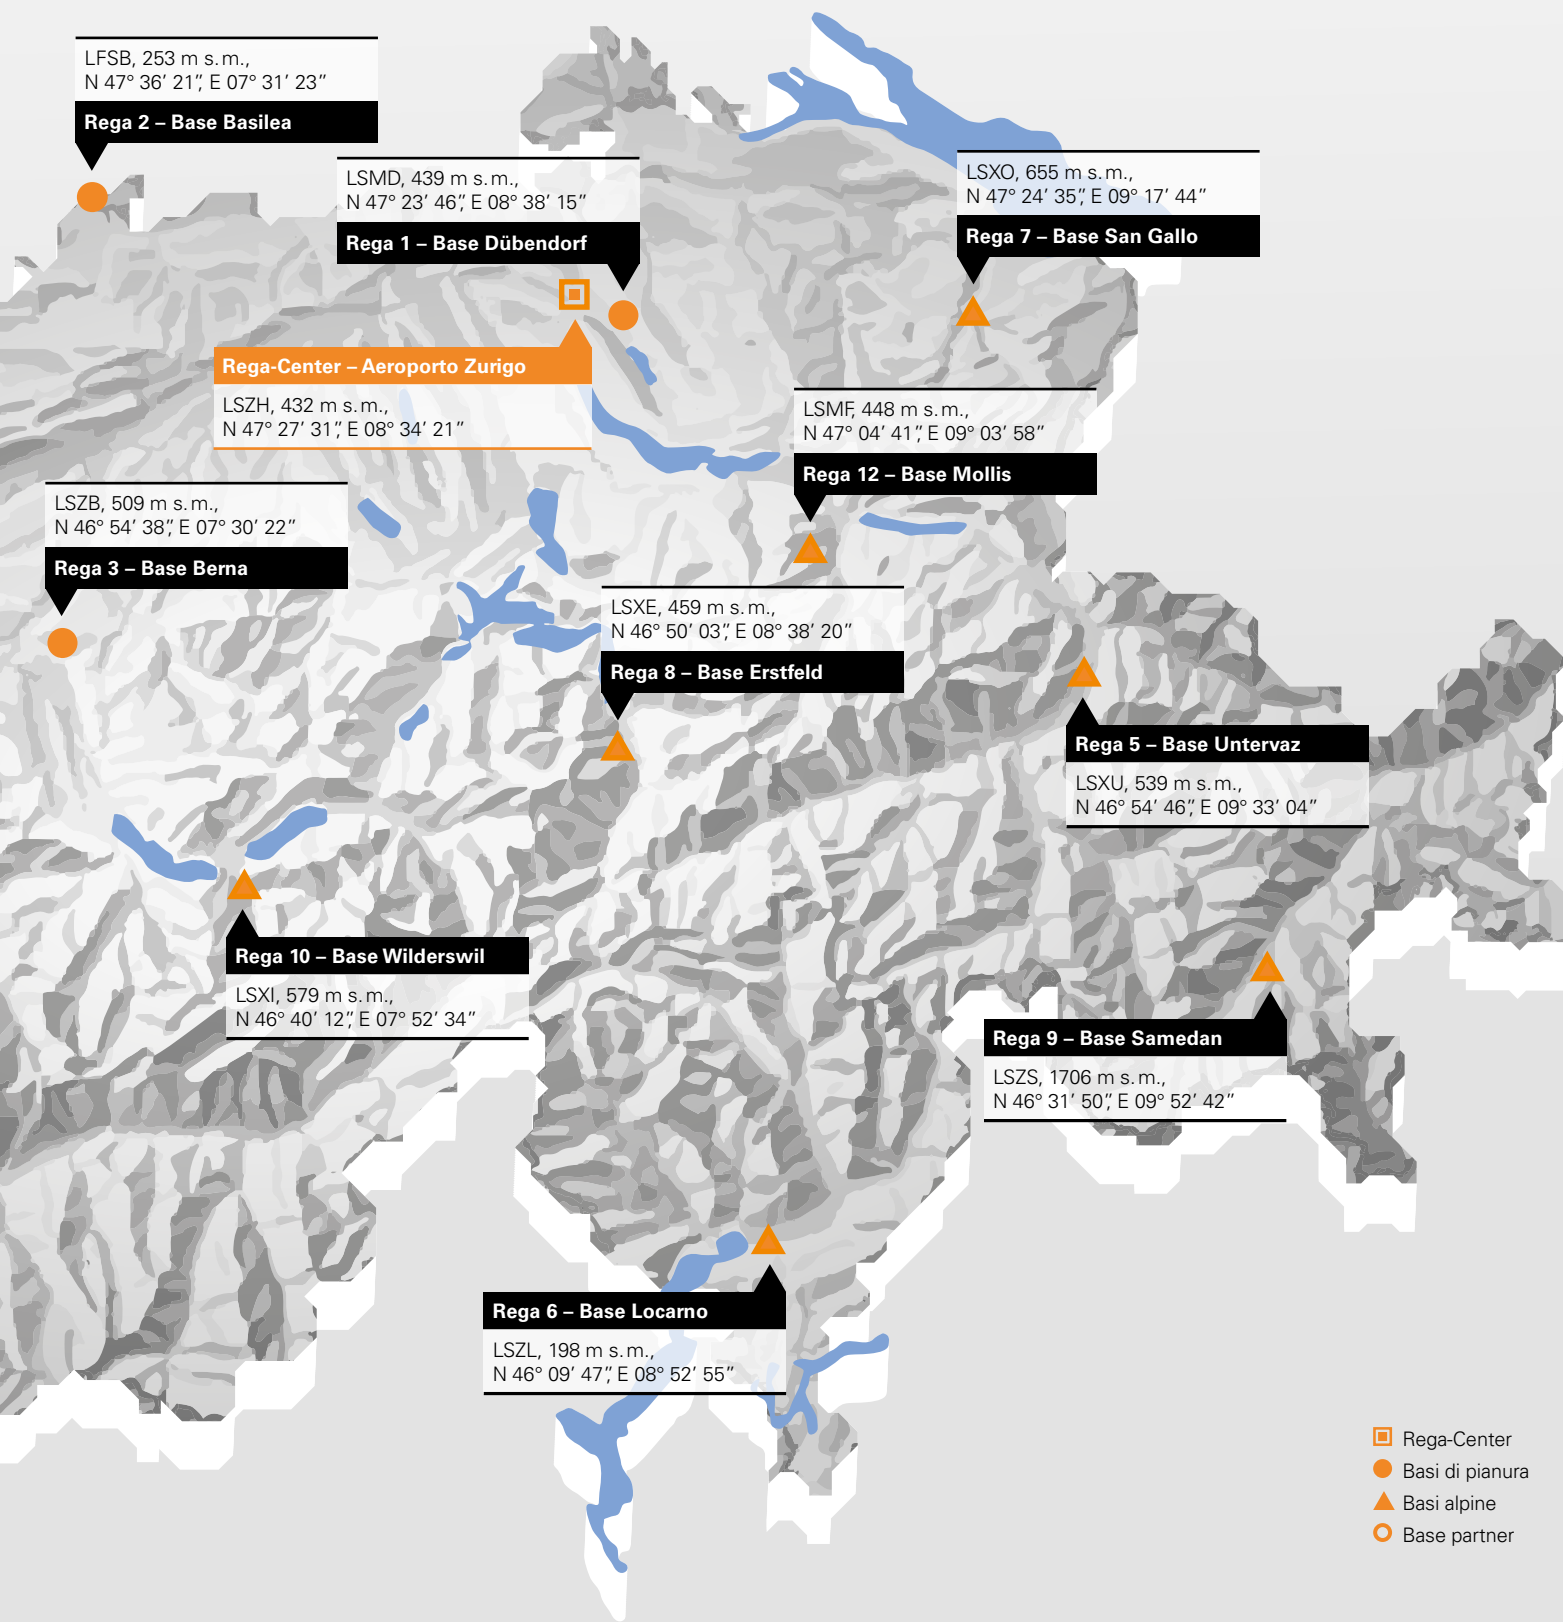 LFSB, 253 m s.m.,
N 47° 36′ 21″, E 07° 31′ 23″
Rega 2 – Base Basilea
LSMD, 439 m s.m.,
N 47° 23′ 46″, E 08° 38′ 15″
Rega 1 – Base Dübendorf
LSXO, 655 m s.m.,
N 47° 24′ 35″, E 09° 17′ 44″
Rega 7 – Base San Gallo
Rega-Center – Aeroporto Zurigo
LSZH, 432 m s.m.,
N 47° 27′ 31″, E 08° 34′ 21″
LSMF, 448 m s.m.,
N 47° 04′ 41″, E 09° 03′ 58″
Rega 12 – Base Mollis
LSZB, 509 m s.m.,
N 46° 54′ 38″, E 07° 30′ 22″
Rega 3 – Base Berna
LSXE, 459 m s.m.,
N 46° 50′ 03″, E 08° 38′ 20″
Rega 8 – Base Erstfeld
Rega 5 – Base Untervaz
LSXU, 539 m s.m.,
N 46° 54′ 46″, E 09° 33′ 04″
Rega 10 – Base Wilderswil
LSXI, 579 m s.m.,
N 46° 40′ 12″, E 07° 52′ 34″
Rega 9 – Base Samedan
LSZS, 1706 m s.m.,
N 46° 31′ 50″, E 09° 52′ 42″
Rega 6 – Base Locarno
LSZL, 198 m s.m.,
N 46° 09′ 47″, E 08° 52′ 55″
Rega-Center
Basi di pianura
Basi alpine
Base partner